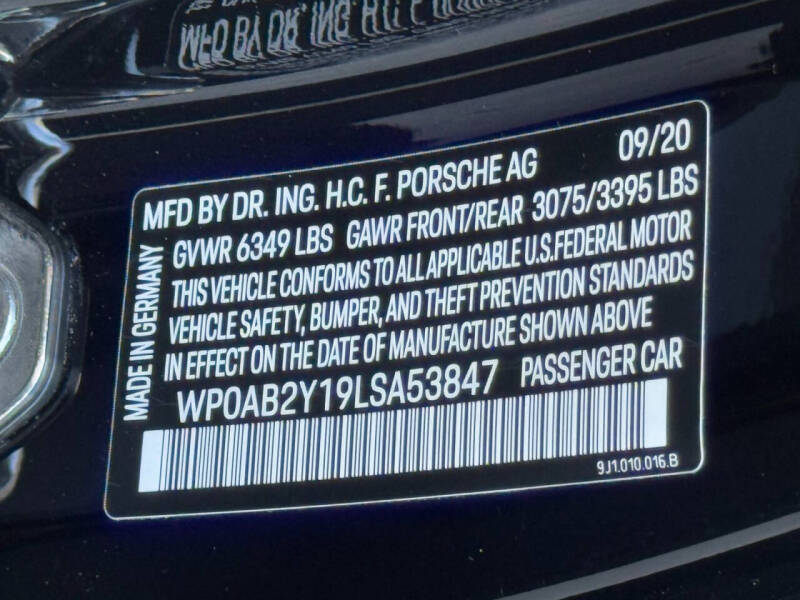 MFD BY DR. ING. H.C. F. PORSCHE AG 09/20
GVWR 6349 LBS GAWR FRONT/REAR 3075/3395 LBS
THIS VEHICLE CONFORMS TO ALL APPLICABLE U.S.FEDERAL MOTOR
VEHICLE SAFETY, BUMPER, AND THEFT PREVENTION STANDARDS
IN EFFECT ON THE DATE OF MANUFACTURE SHOWN ABOVE
WP0AB2Y19LSA53847 PASSENGER CAR
9J1.010.016.B
MADE IN GERMANY